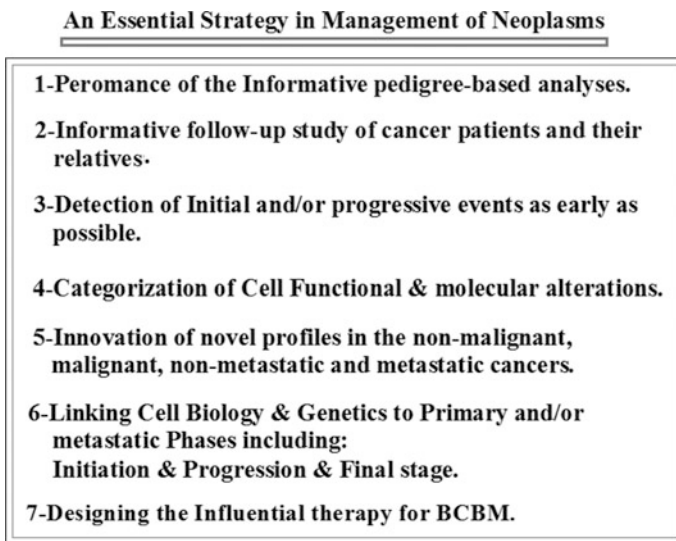 An Essential Strategy in Management of Neoplasms
1-Peromance of the Informative pedigree-based analyses.
2-Informative follow-up study of cancer patients and their
relatives.
3-Detection of Initial and/or progressive events as early as
possible.
4-Categorization of Cell Functional & molecular alterations.
5-Innovation of novel profiles in the non-malignant,
malignant, non-metastatic and metastatic cancers.
6-Linking Cell Biology & Genetics to Primary and/or
metastatic Phases including:
Initiation & Progression & Final stage.
7-Designing the Influential therapy for BCBM.